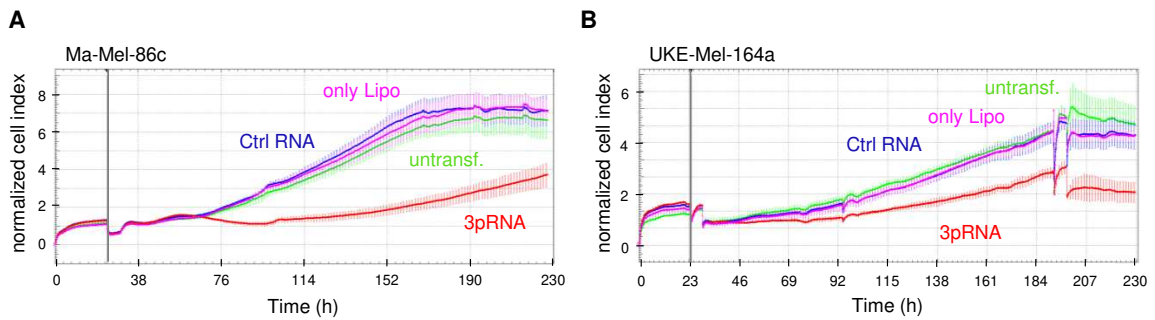 A
Ma-Mel-86c
normalized cell index
8
6
4
2
0
only Lipo
Ctrl RNA
untransf.
3pRNA
0 38 76 114 152 190 230
Time (h)
B
UKE-Mel-164a
normalized cell index
6
4
2
0
untransf.
only Lipo
Ctrl RNA
3pRNA
0 23 46 69 92 115 138 161 184 207 230
Time (h)